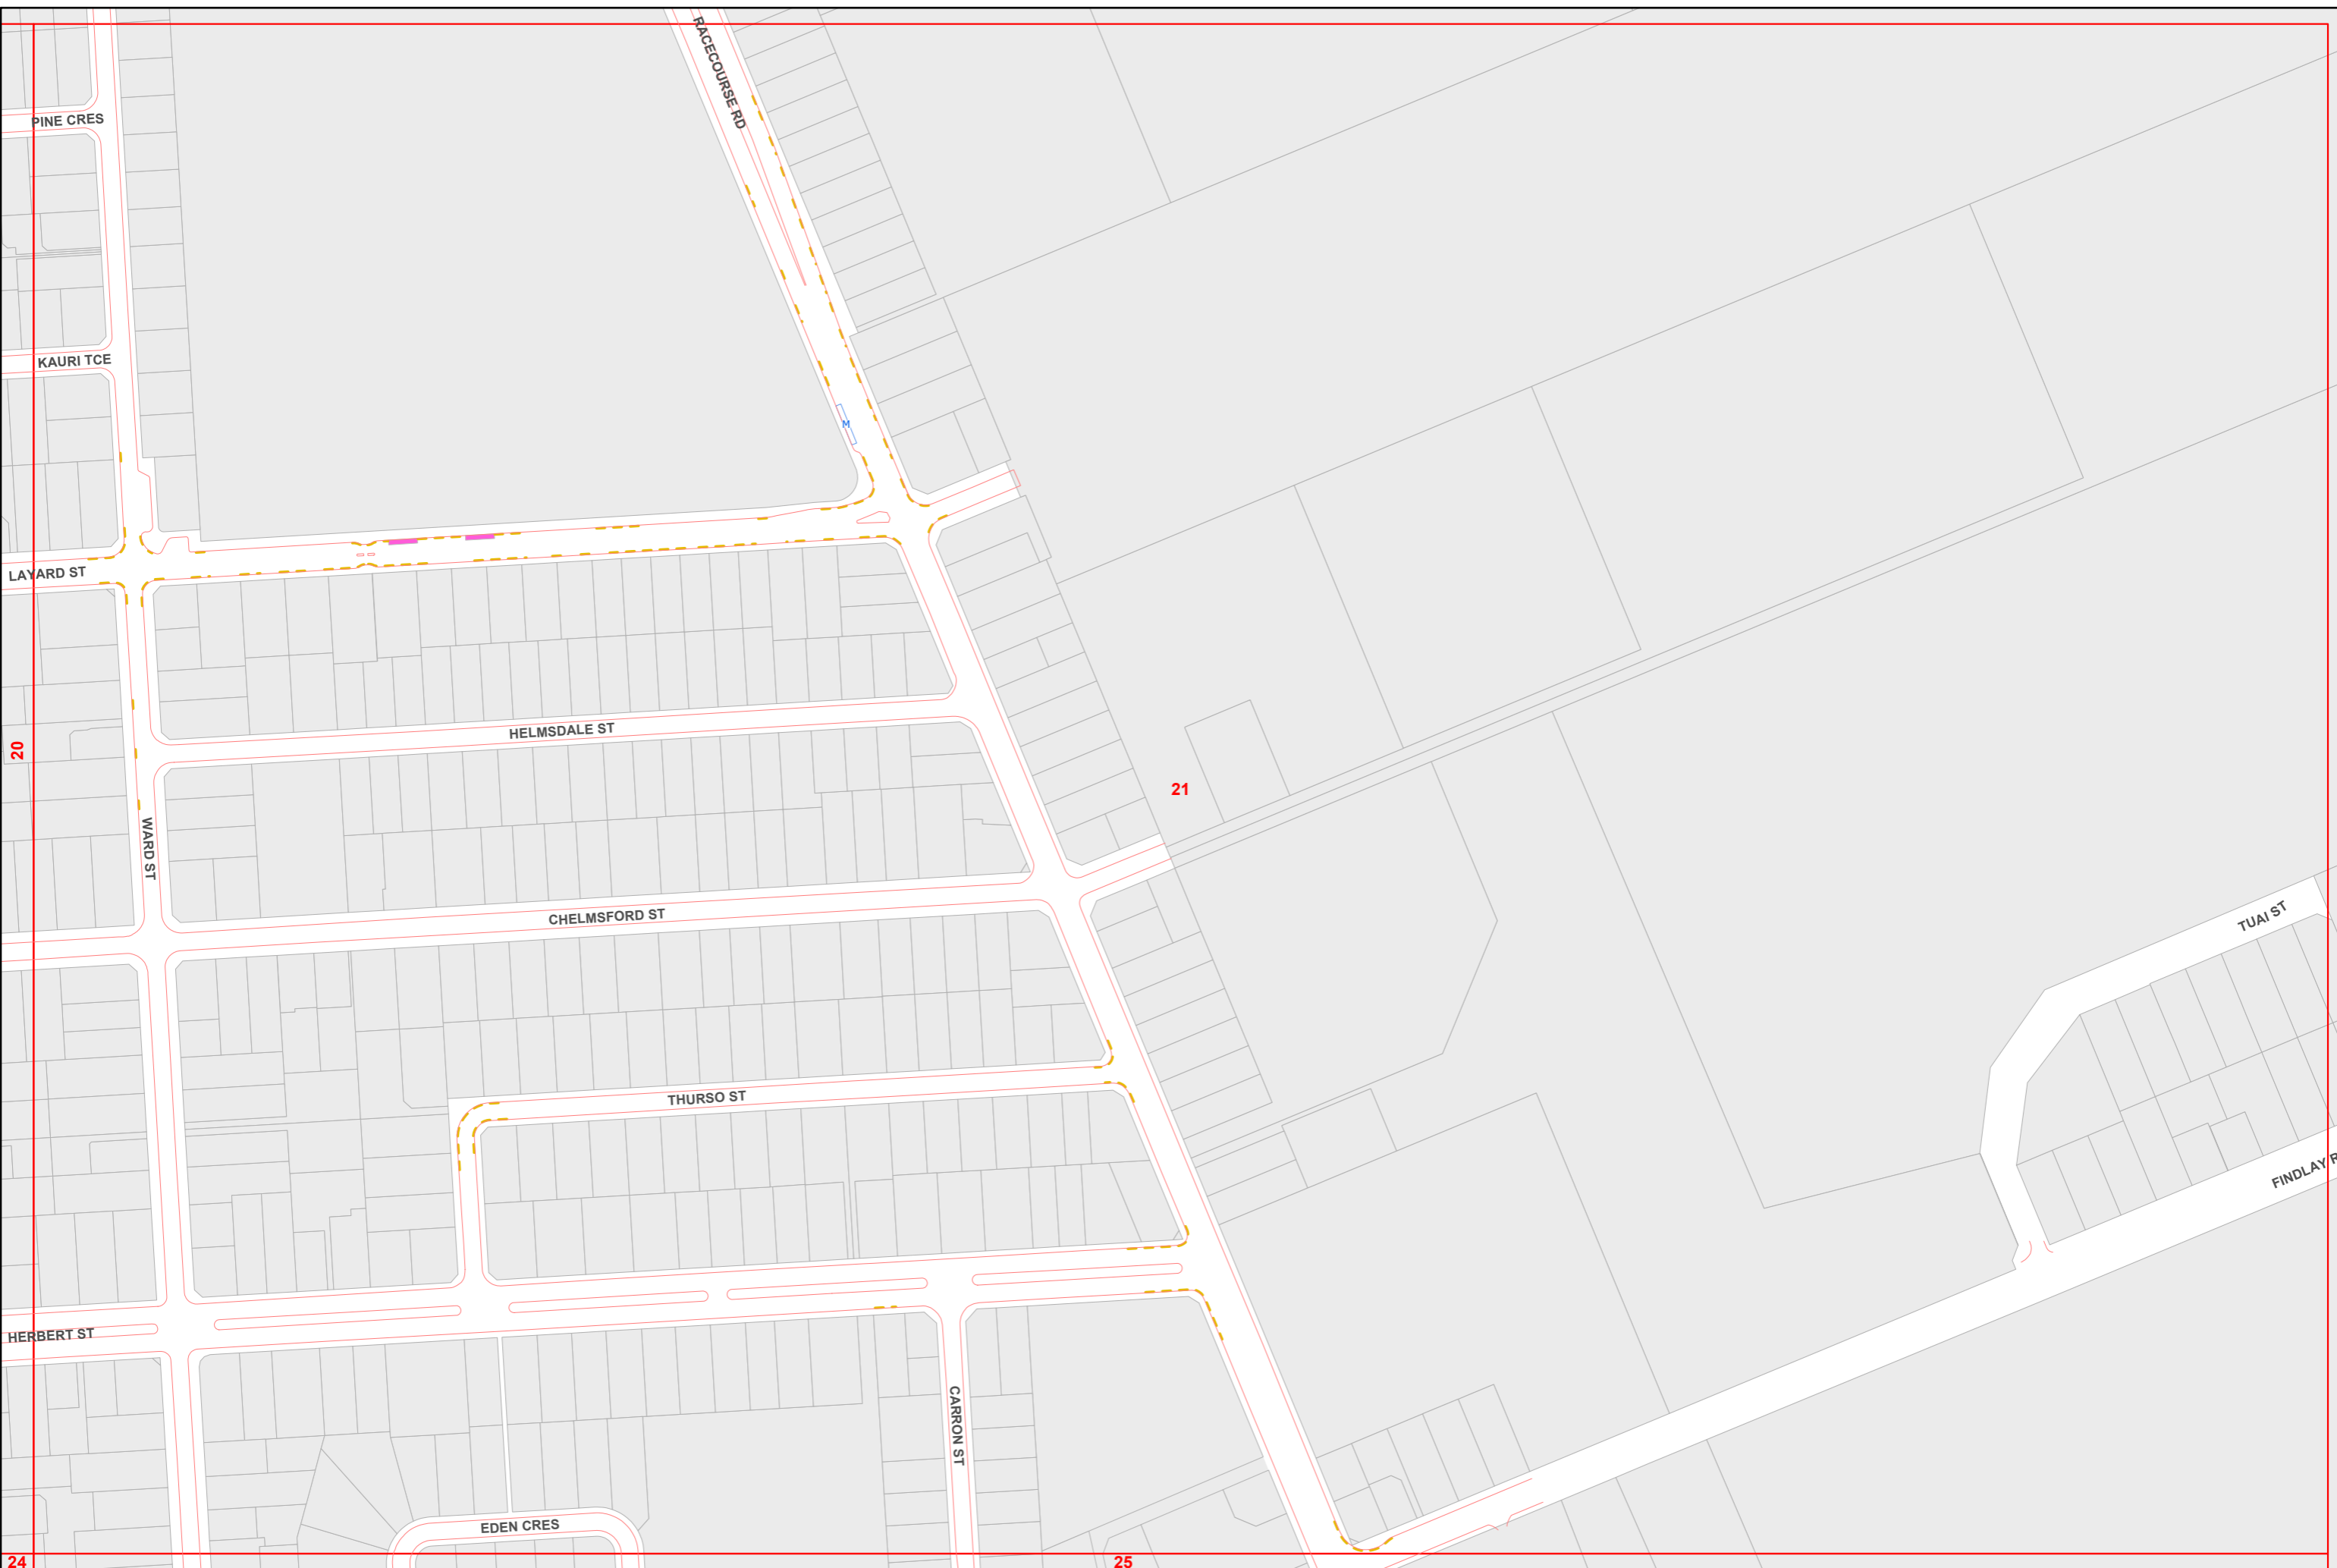 RACECOURSE RD
PINE CRES
KAURI TCE
M
LAYARD ST
HELMSDALE ST
20
21
WARD ST
CHELMSFORD ST
TUAI ST
THURSO ST
FINDLAY R
HERBERT ST
CARRON ST
EDEN CRES
24
25